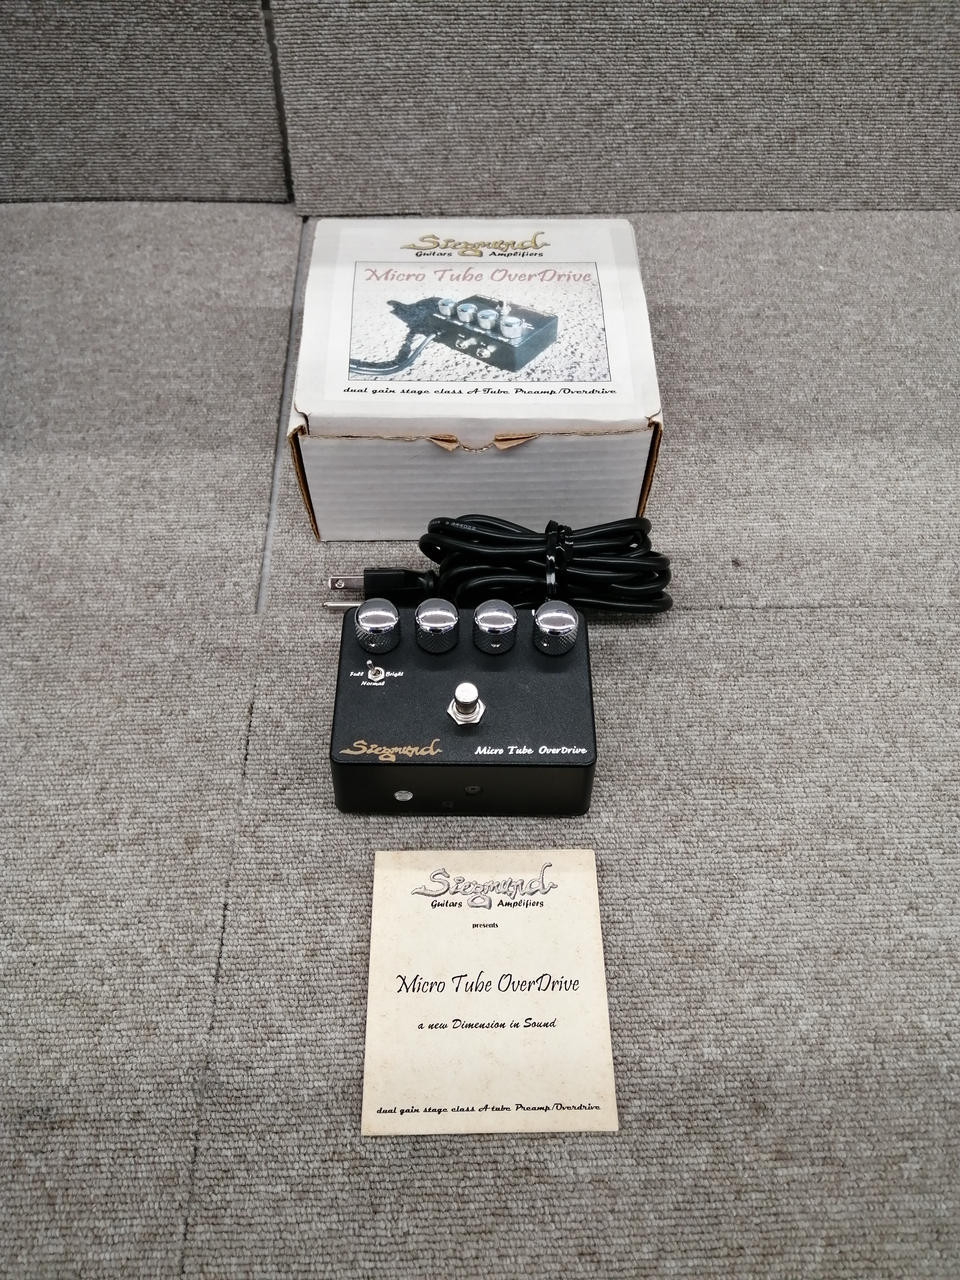 Siegmund
Guitars Amplifiers
Micro Tube OverDrive
dual gain stage class A Tube Preamp/Overdrive
Full Bright
Normal
Siegmund Micro Tube OverDrive
Siegmund
Guitars Amplifiers
presents
Micro Tube OverDrive
a new Dimension in Sound
dual gain stage class A tube Preamp/Overdrive